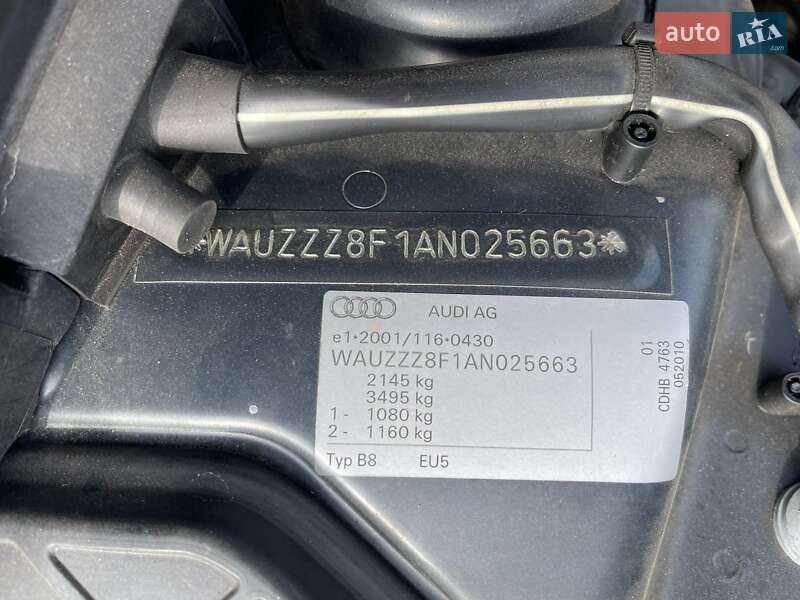 auto RIA.com
*WAUZZZ8F1AN025663*
AUDI AG
e1•2001/116•0430
WAUZZZ8F1AN025663
2145 kg
3495 kg
1 - 1080 kg
2 - 1160 kg
Typ B8 EU5
01
CDHB 4763
052010